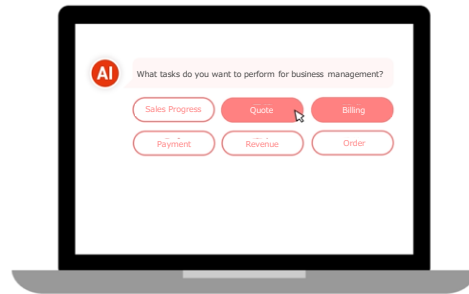 AI
What tasks do you want to perform for business management?
Sales Progress
Quote
Billing
Payment
Revenue
Order